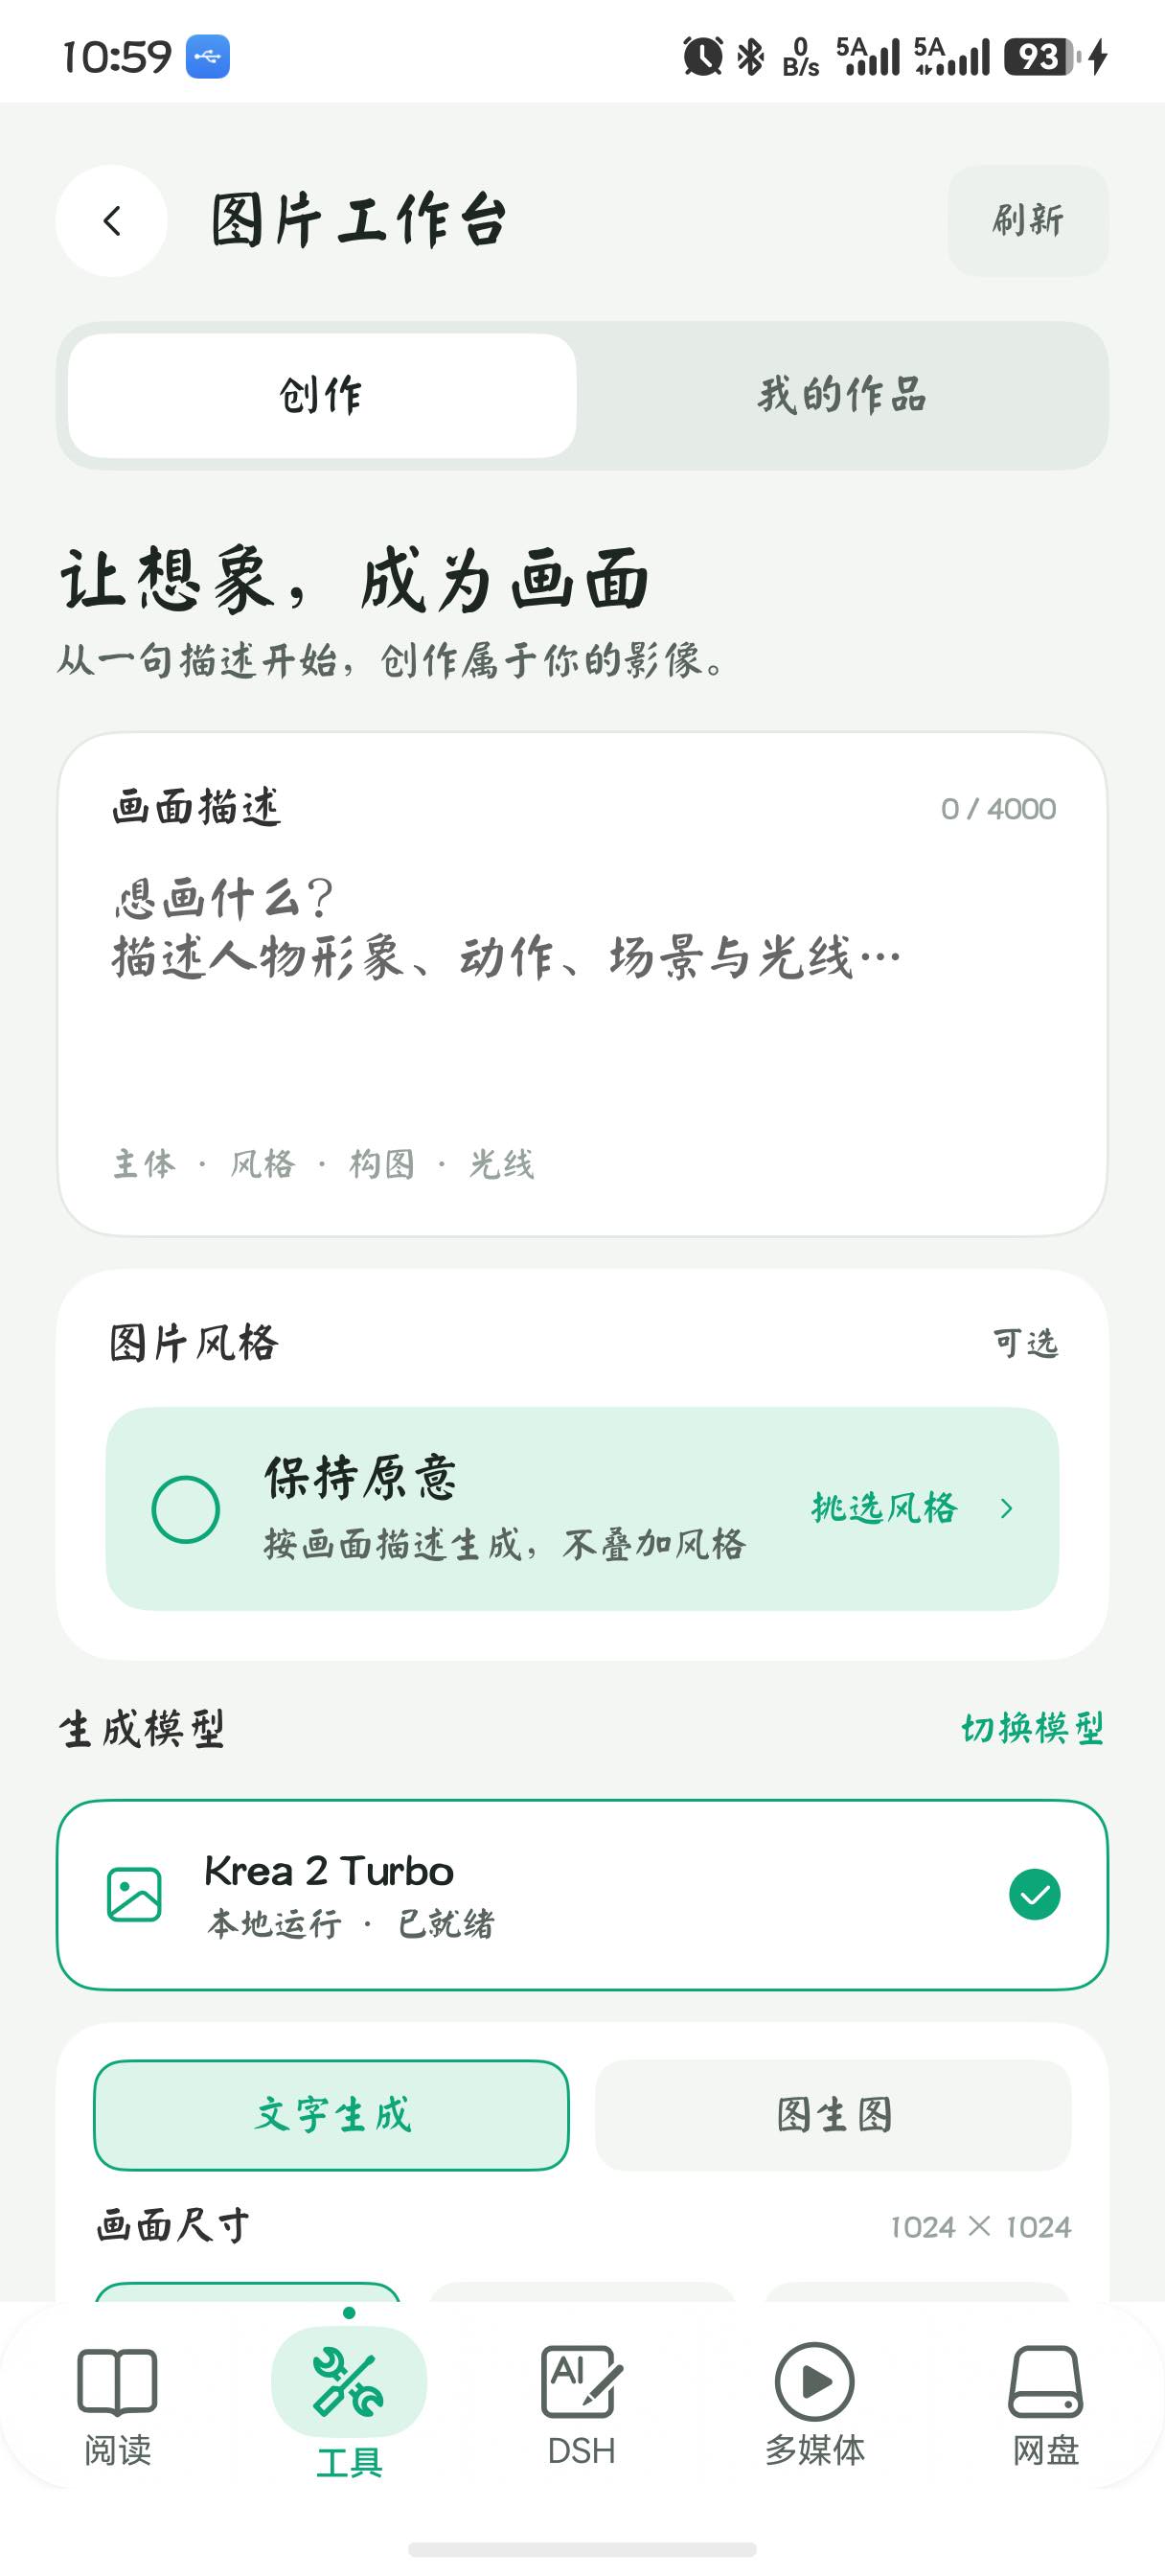 10:59
0 B/s 5A 5A 93
图片工作台
刷新
创作
我的作品
让想象，成为画面
从一句描述开始，创作属于你的影像。
画面描述
0 / 4000
想画什么？
描述人物形象、动作、场景与光线…
主体 · 风格 · 构图 · 光线
图片风格
可选
保持原意
按画面描述生成，不叠加风格
挑选风格
生成模型
切换模型
Krea 2 Turbo
本地运行 · 已就绪
文字生成
图生图
画面尺寸
1024 × 1024
AI
阅读
工具
DSH
多媒体
网盘